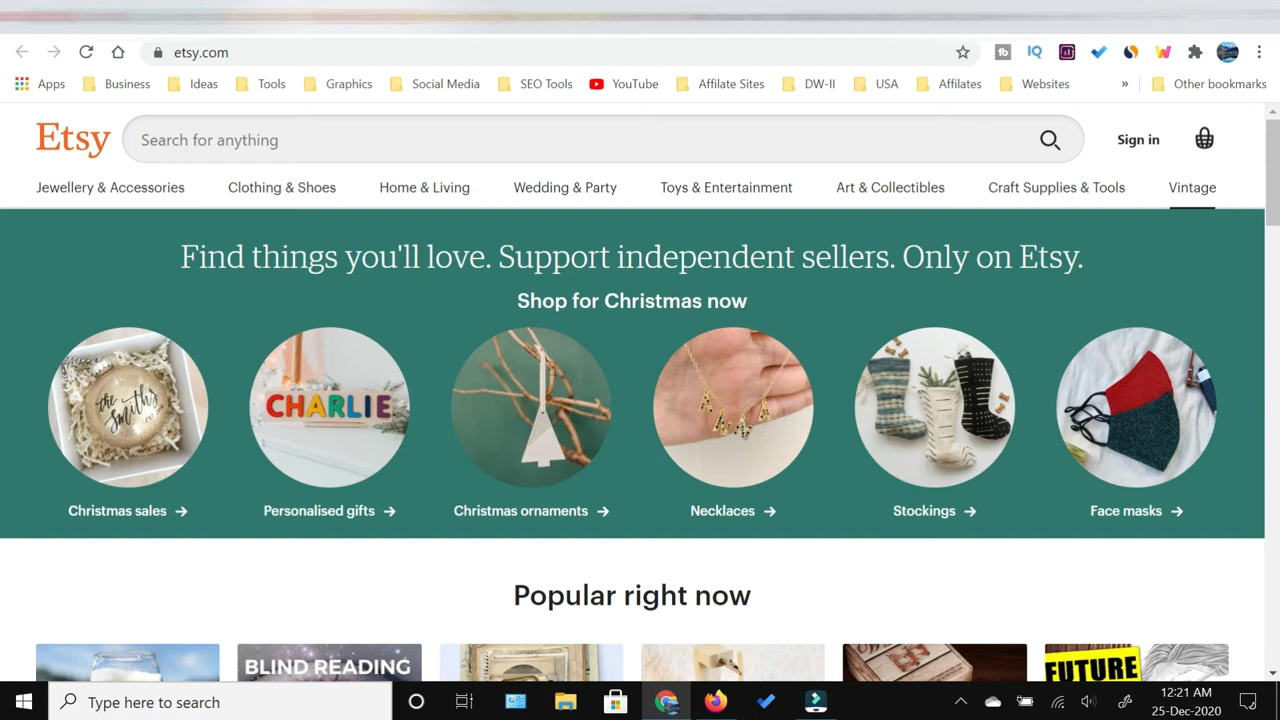 etsy.com
Apps Business Ideas Tools Graphics Social Media SEO Tools YouTube Affilate Sites DW-II USA Affilates Websites » Other bookmarks
Etsy Search for anything Sign in
Jewellery & Accessories Clothing & Shoes Home & Living Wedding & Party Toys & Entertainment Art & Collectibles Craft Supplies & Tools Vintage
Find things you'll love. Support independent sellers. Only on Etsy.
Shop for Christmas now
the Smith's
CHARLIE
Christmas sales → Personalised gifts → Christmas ornaments → Necklaces → Stockings → Face masks →
Popular right now
BLIND READING
FUTURE
Type here to search
12:21 AM
25-Dec-2020